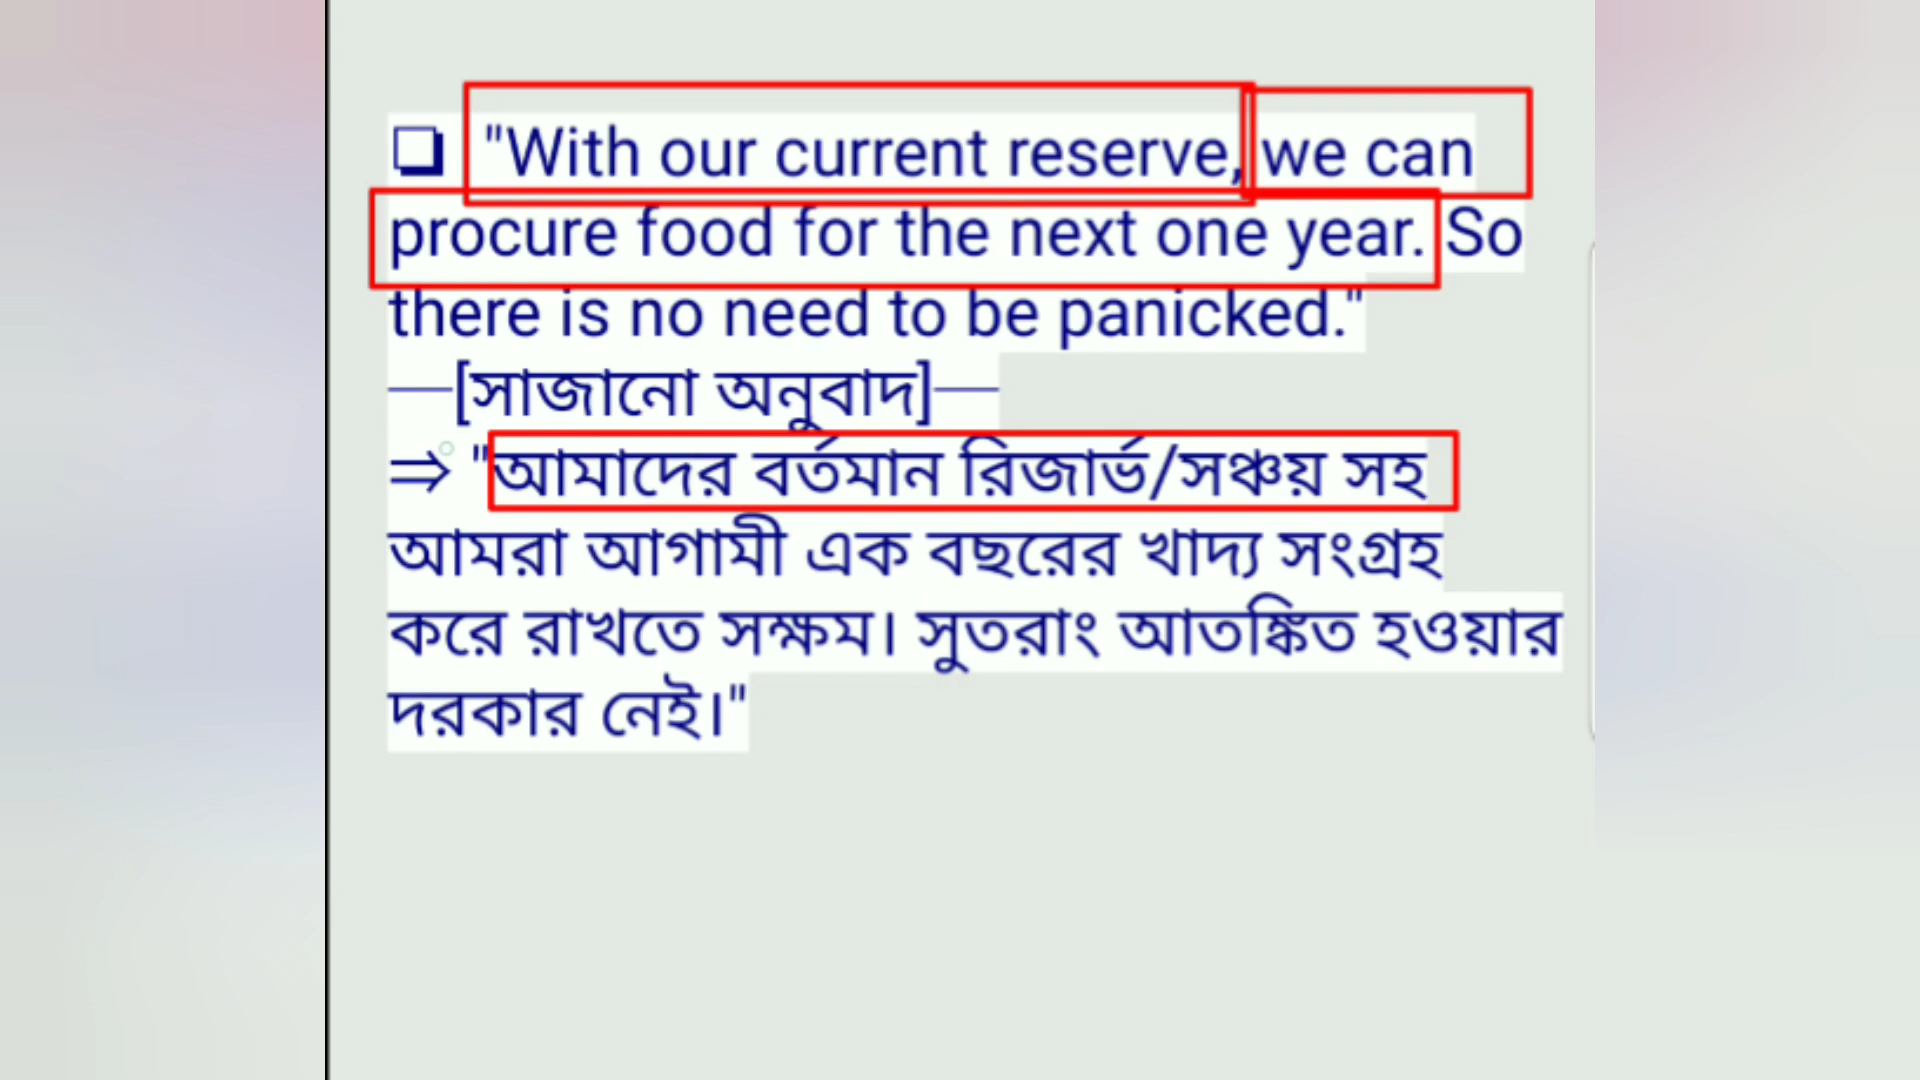 ❏ "With our current reserve, we can
procure food for the next one year. So
there is no need to be panicked."
—[সাজানো অনুবাদ]—
⇒ "আমাদের বর্তমান রিজার্ভ/সঞ্চয় সহ
আমরা আগামী এক বছরের খাদ্য সংগ্রহ
করে রাখতে সক্ষম। সুতরাং আতঙ্কিত হওয়ার
দরকার নেই।"